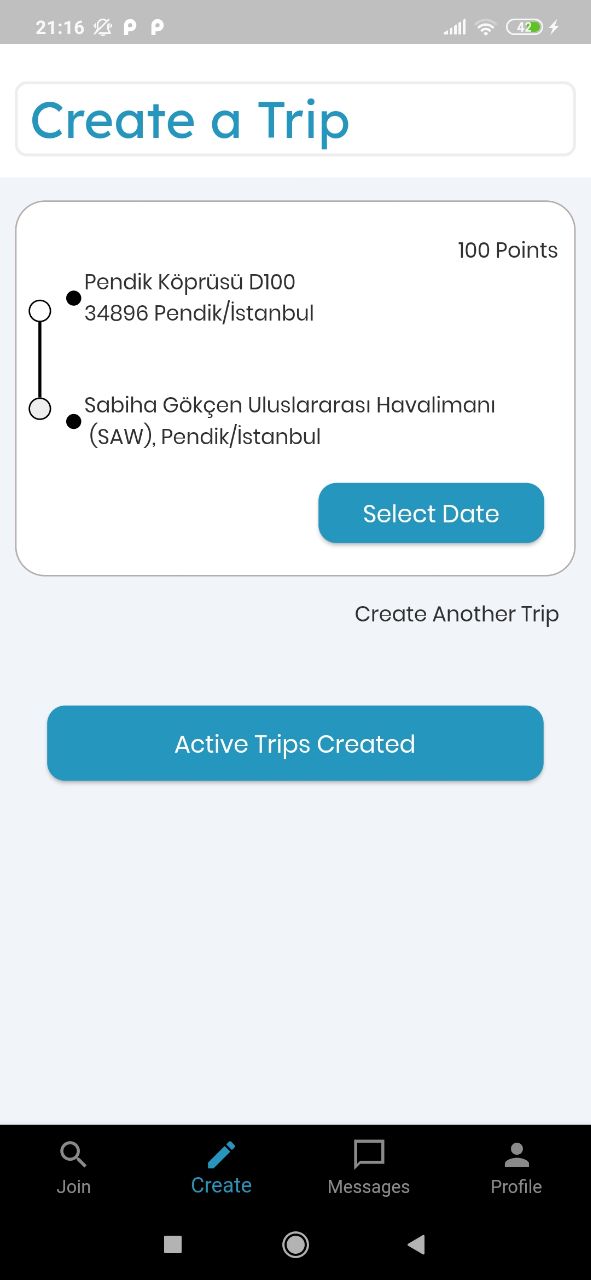 21:16
42
Create a Trip
100 Points
Pendik Köprüsü D100
34896 Pendik/İstanbul
Sabiha Gökçen Uluslararası Havalimanı
(SAW), Pendik/İstanbul
Select Date
Create Another Trip
Active Trips Created
Join
Create
Messages
Profile